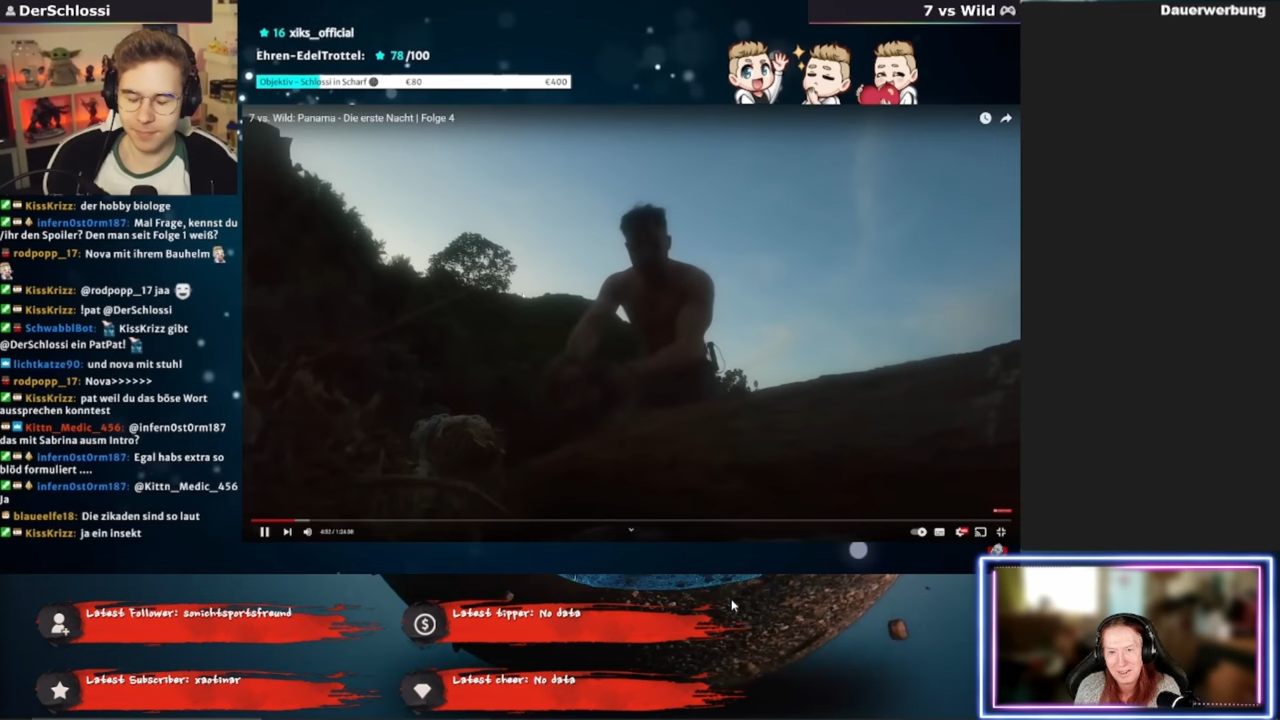 DerSchlossi
7 vs Wild
Dauerwerbung
16 xiks_official
Ehren-EdelTrottel: 78/100
Objektiv - Schlossi in Scharf €80 €400
7 vs. Wild: Panama - Die erste Nacht | Folge 4
KissKrizz: der hobby biologe
infern0st0rm187: Mal Frage, kennst du
/ihr den Spoiler? Den man seit Folge 1 weiß?
rodpopp_17: Nova mit ihrem Bauhelm
KissKrizz: @rodpopp_17 jaa
KissKrizz: !pat @DerSchlossi
SchwabblBot: KissKrizz gibt
@DerSchlossi ein PatPat!
lichtkatze90: und nova mit stuhl
rodpopp_17: Nova>>>>>>
KissKrizz: pat weil du das böse Wort
aussprechen konntest
Kittn_Medic_456: @infern0st0rm187
das mit Sabrina ausm Intro?
infern0st0rm187: Egal habs extra so
blöd formuliert ....
infern0st0rm187: @Kittn_Medic_456
Ja
blaueelfe18: Die zikaden sind so laut
KissKrizz: ja ein insekt
Latest Follower: sonichtsportsfreund
Latest tipper: No data
Latest Subscriber: xaotinar
Latest cheer: No data